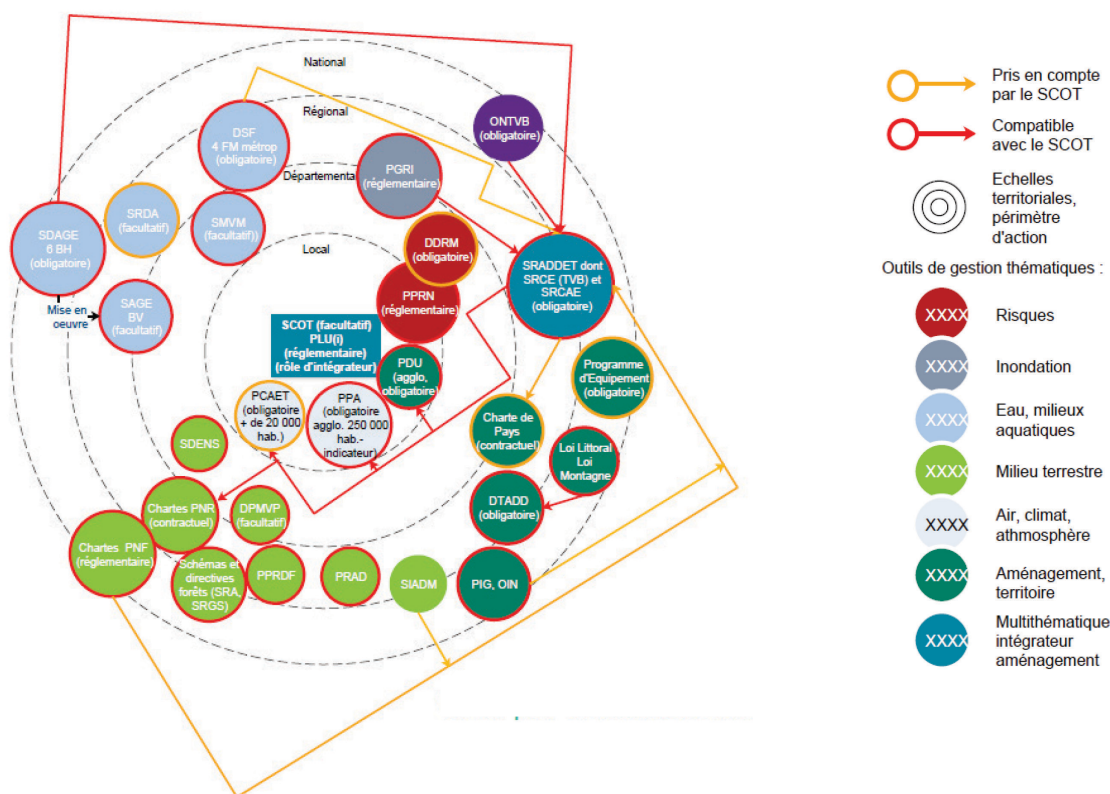 National
Régional
Départemental
Local
DSF
4 FM métrop
(obligatoire)
ONTVB
(obligatoire)
PGRI
(réglementaire)
SRDA
(facultatif)
SMVM
(facultatif))
SDAGE
6 BH
(obligatoire)
Mise en
oeuvre
SAGE
BV
(facultatif)
DDRM
(obligatoire)
PPRN
(réglementaire)
SRADDET dont
SRCE (TVB) et
SRCAE
(obligatoire)
SCOT (facultatif)
PLU(i)
(réglementaire)
(rôle d'intégrateur)
PDU
(agglo,
obligatoire)
Programme
d'Equipement
(obligatoire)
PCAET
(obligatoire
+ de 20 000
hab.)
PPA
(obligatoire
agglo. 250 000
hab.-
indicateur)
Charte de
Pays
(contractuel)
Loi Littoral
Loi
Montagne
SDENS
Chartes PNR
(contractuel)
DPMVP
(facultatif)
DTADD
(obligatoire)
Chartes PNF
(règlementaire)
Schémas et
directives
forêts (SRA,
SRGS)
PPRDF
PRAD
SIADM
PIG, OIN
Pris en compte
par le SCOT
Compatible
avec le SCOT
Echelles
territoriales,
périmètre
d'action
Outils de gestion thématiques :
XXXX Risques
XXXX Inondation
XXXX Eau, milieux
aquatiques
XXXX Milieu terrestre
XXXX Air, climat,
athmosphère
XXXX Aménagement,
territoire
XXXX Multithématique
intégrateur
aménagement